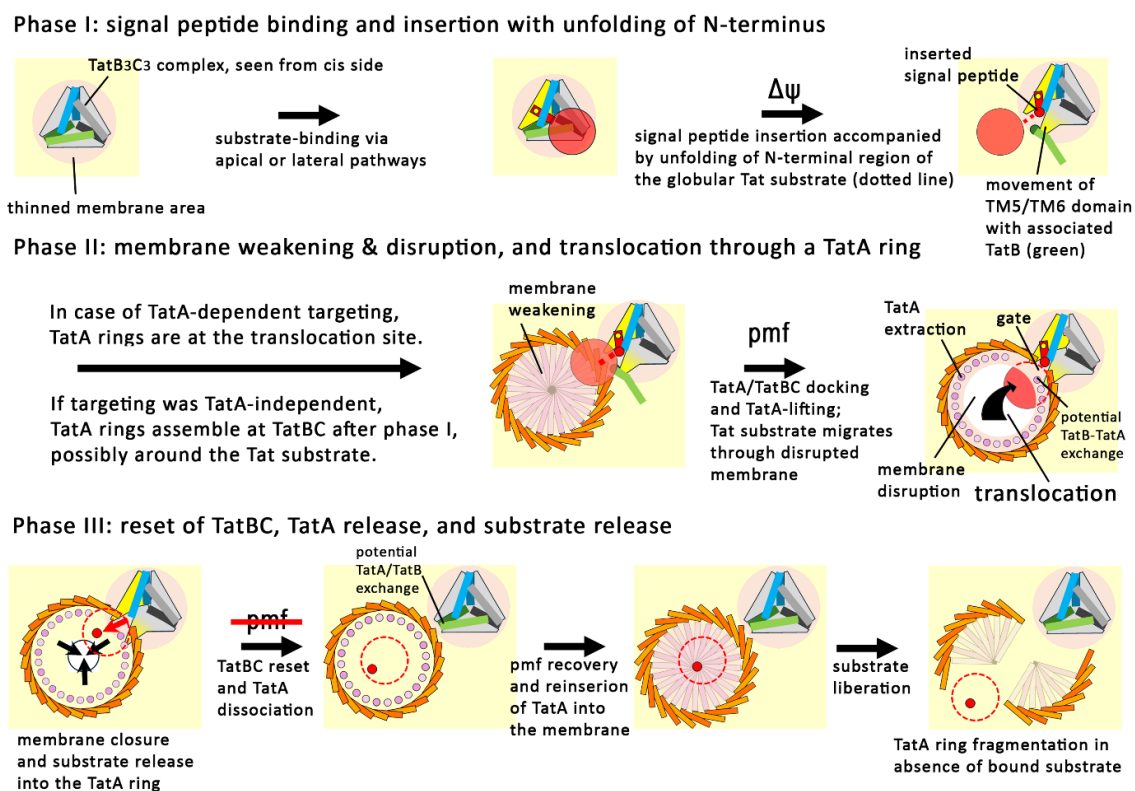 Phase I: signal peptide binding and insertion with unfolding of N-terminus
TatB3C3 complex, seen from cis side
thinned membrane area
substrate-binding via
apical or lateral pathways
Δψ
signal peptide insertion accompanied
by unfolding of N-terminal region of
the globular Tat substrate (dotted line)
inserted
signal peptide
movement of
TM5/TM6 domain
with associated
TatB (green)
Phase II: membrane weakening & disruption, and translocation through a TatA ring
In case of TatA-dependent targeting,
TatA rings are at the translocation site.
If targeting was TatA-independent,
TatA rings assemble at TatBC after phase I,
possibly around the Tat substrate.
membrane
weakening
pmf
TatA/TatBC docking
and TatA-lifting;
Tat substrate migrates
through disrupted
membrane
TatA
extraction
gate
potential
TatB-TatA
exchange
membrane
disruption
translocation
Phase III: reset of TatBC, TatA release, and substrate release
membrane closure
and substrate release
into the TatA ring
pmf
TatBC reset
and TatA
dissociation
potential
TatA/TatB
exchange
pmf recovery
and reinserion
of TatA into
the membrane
substrate
liberation
TatA ring fragmentation in
absence of bound substrate